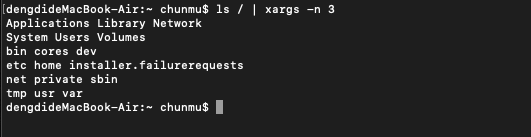 [dengdideMacBook-Air:~ chunmu$ ls / | xargs -n 3
Applications Library Network
System Users Volumes
bin cores dev
etc home installer.failurerequests
net private sbin
tmp usr var
dengdideMacBook-Air:~ chunmu$